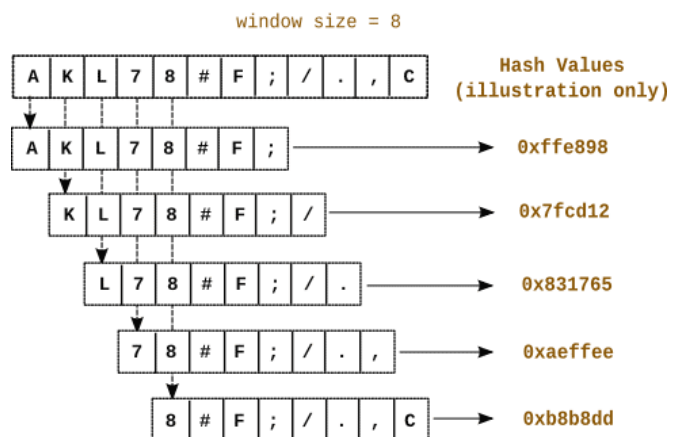 window size = 8
A K L 7 8 # F ; / . , C
Hash Values
(illustration only)
A K L 7 8 # F ;
0xffe898
K L 7 8 # F ; /
0x7fcd12
L 7 8 # F ; / .
0x831765
7 8 # F ; / . ,
0xaeffee
8 # F ; / . , C
0xb8b8dd